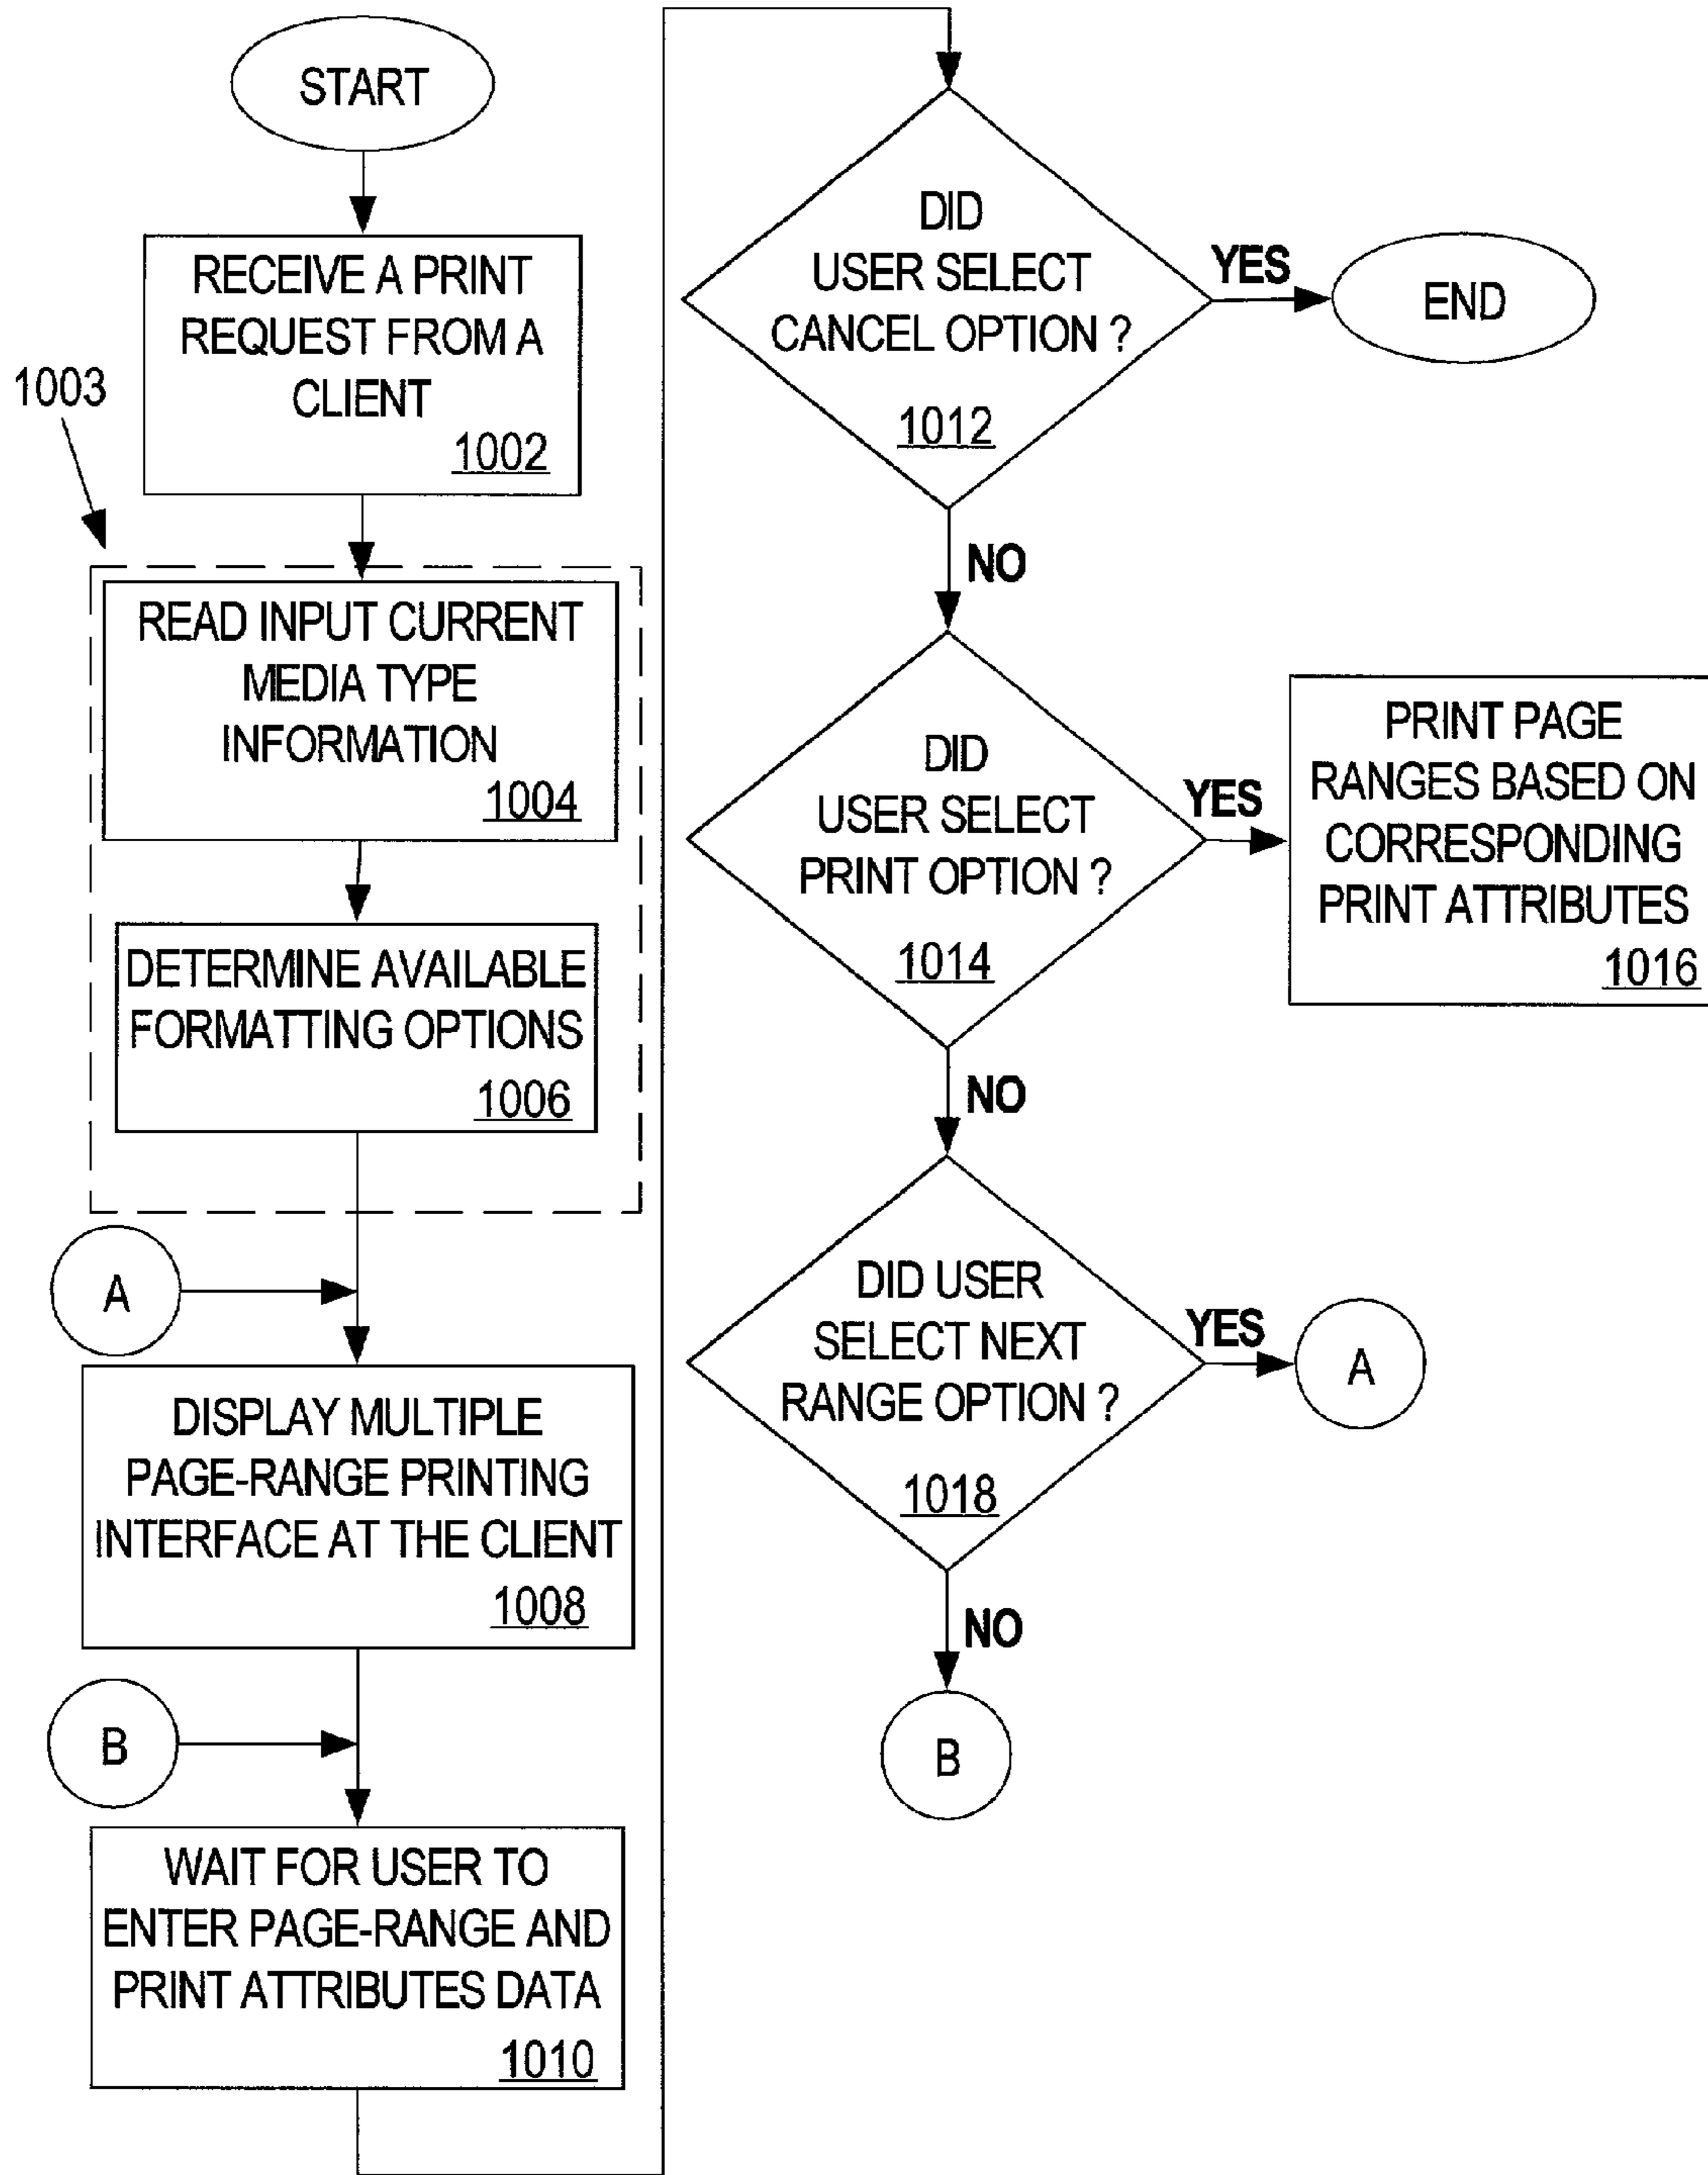 START
RECEIVE A PRINT
REQUEST FROM A
CLIENT
1002
1003
READ INPUT CURRENT
MEDIA TYPE
INFORMATION
1004
DETERMINE AVAILABLE
FORMATTING OPTIONS
1006
A
DISPLAY MULTIPLE
PAGE-RANGE PRINTING
INTERFACE AT THE CLIENT
1008
B
WAIT FOR USER TO
ENTER PAGE-RANGE AND
PRINT ATTRIBUTES DATA
1010
DID
USER SELECT
CANCEL OPTION ?
1012
YES
END
NO
DID
USER SELECT
PRINT OPTION ?
1014
YES
PRINT PAGE
RANGES BASED ON
CORRESPONDING
PRINT ATTRIBUTES
1016
NO
DID USER
SELECT NEXT
RANGE OPTION ?
1018
YES
A
NO
B